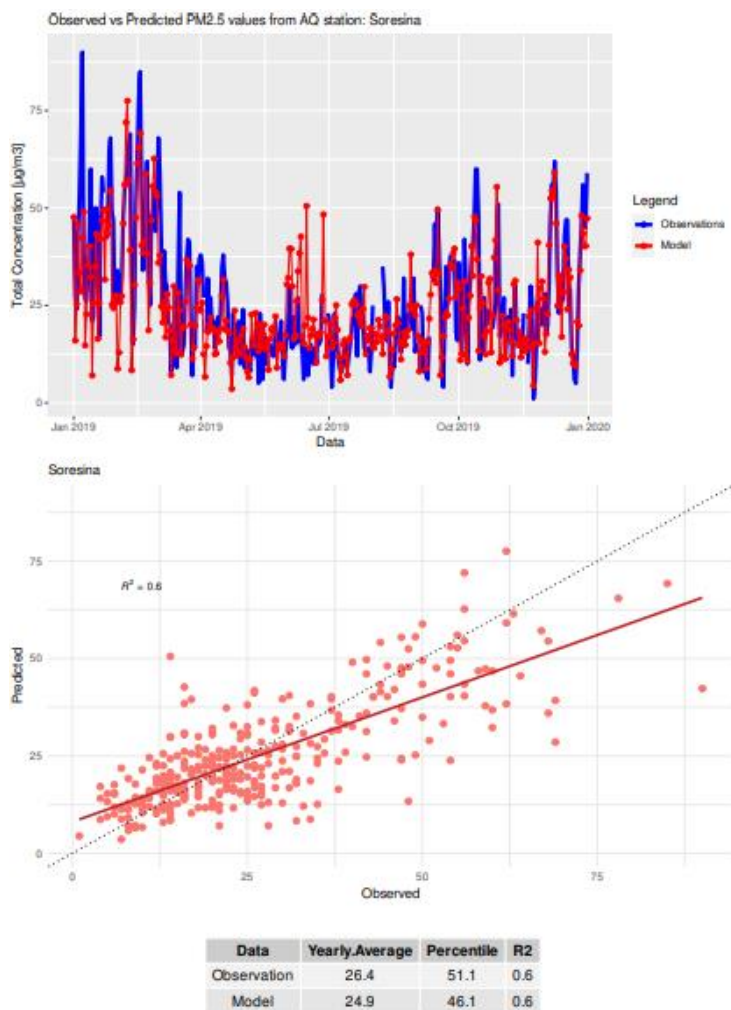 Observed vs Predicted PM2.5 values from AQ station: Soresina
Total Concentration [µg/m3]
75
50
25
0
Jan 2019 Apr 2019 Jul 2019 Oct 2019 Jan 2020
Data
Legend
Observations
Model
Soresina
Predicted
75
50
25
0
R² = 0.6
0 25 50 75
Observed
Data Yearly.Average Percentile R2
Observation 26.4 51.1 0.6
Model 24.9 46.1 0.6